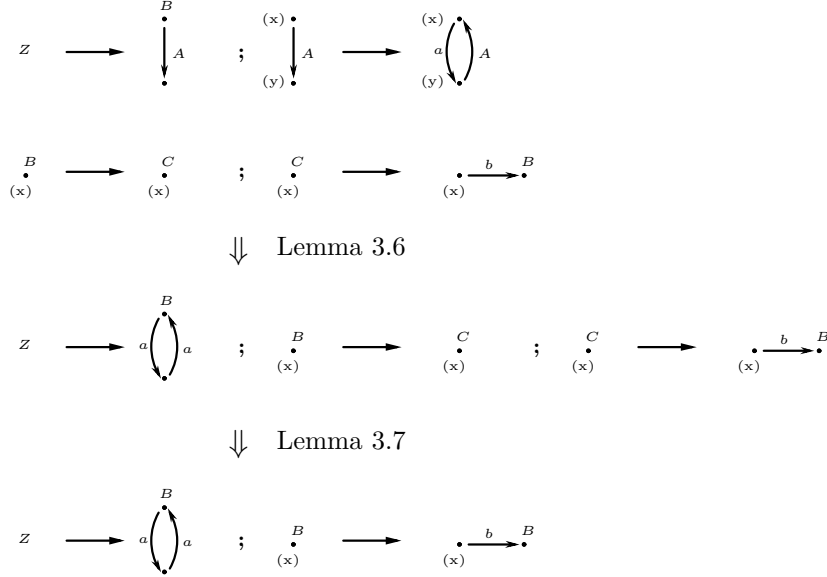 B
Z A ; (x) (y) A (x) (y) a A
B (x) C (x) ; C (x) (x) b B
⇓ Lemma 3.6
Z B a a ; B (x) C (x) ; C (x) (x) b B
⇓ Lemma 3.7
Z B a a ; B (x) (x) b B